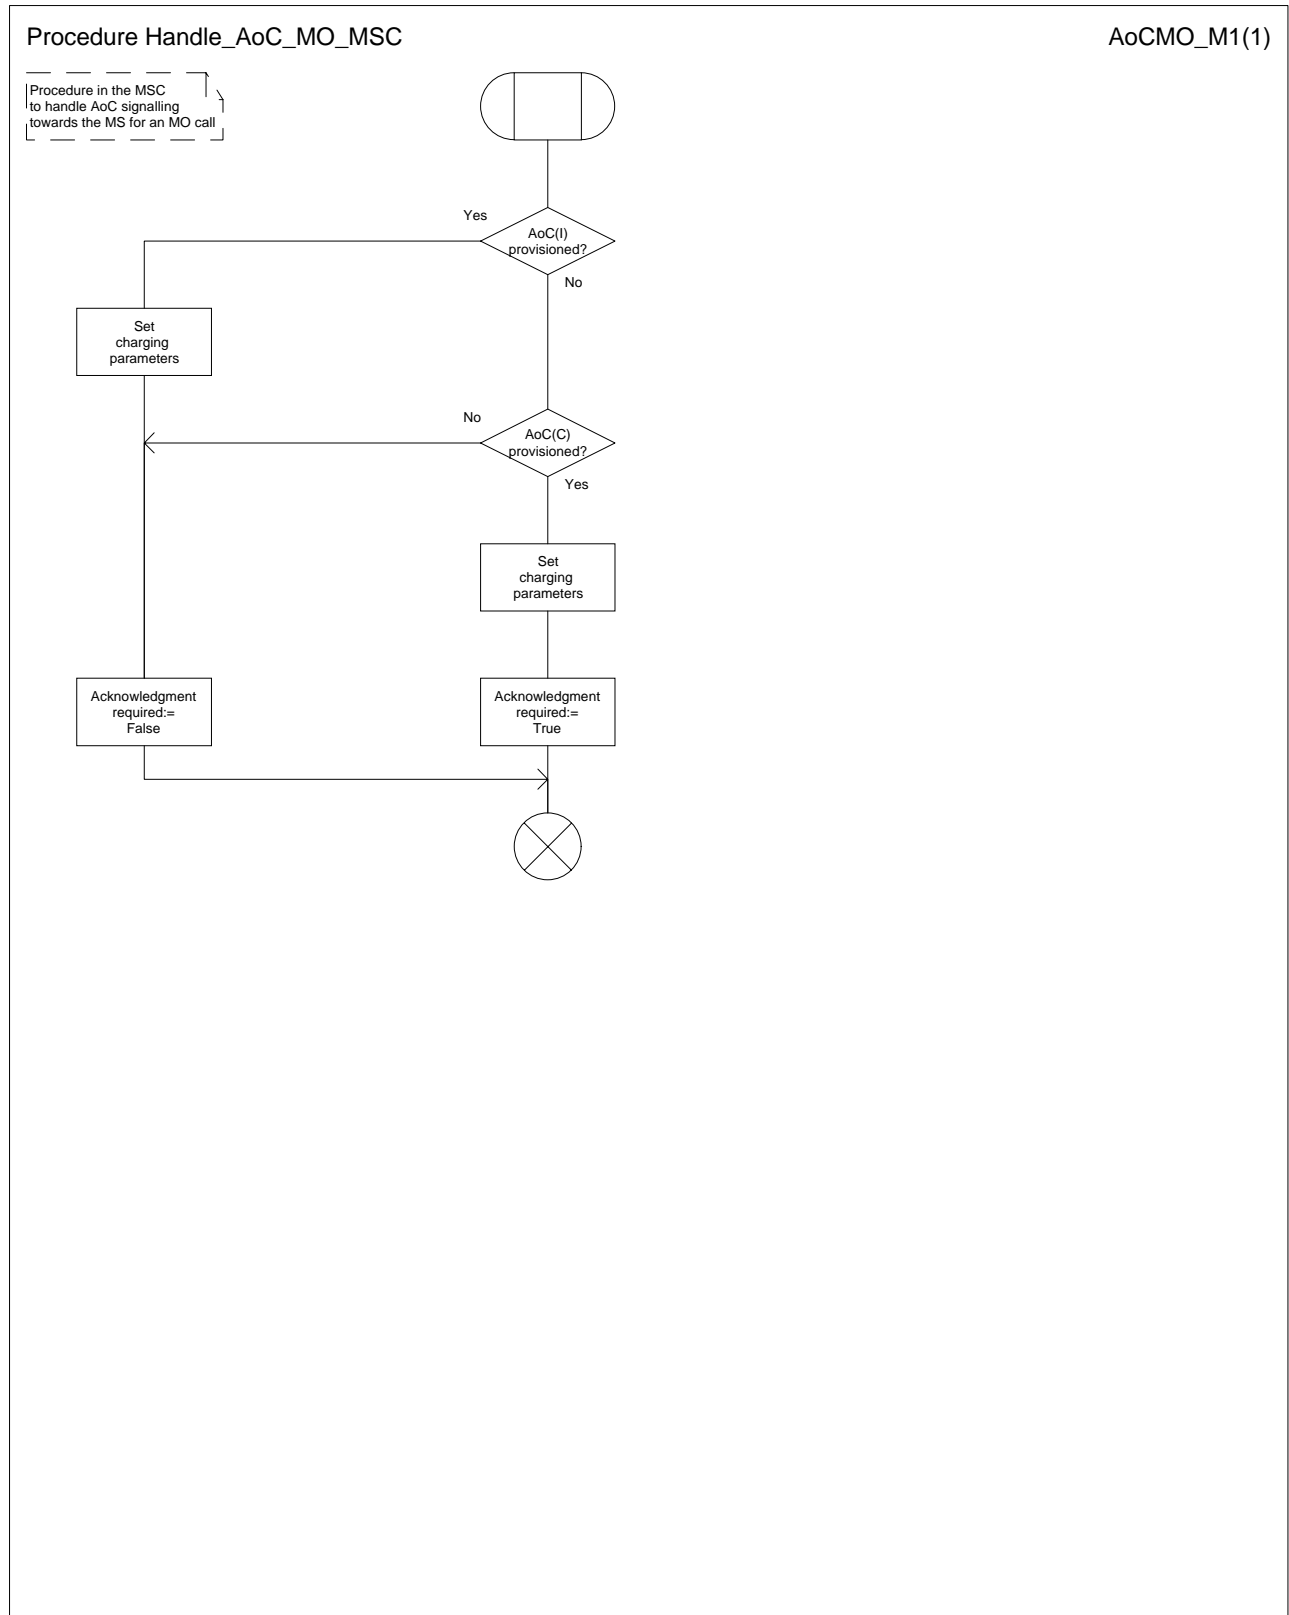 Procedure Handle_AoC_MO_MSC
AoCMO_M1(1)
Procedure in the MSC
to handle AoC signalling
towards the MS for an MO call
Yes
AoC(I)
provisioned?
No
Set
charging
parameters
No
AoC(C)
provisioned?
Yes
Set
charging
parameters
Acknowledgment
required:=
False
Acknowledgment
required:=
True